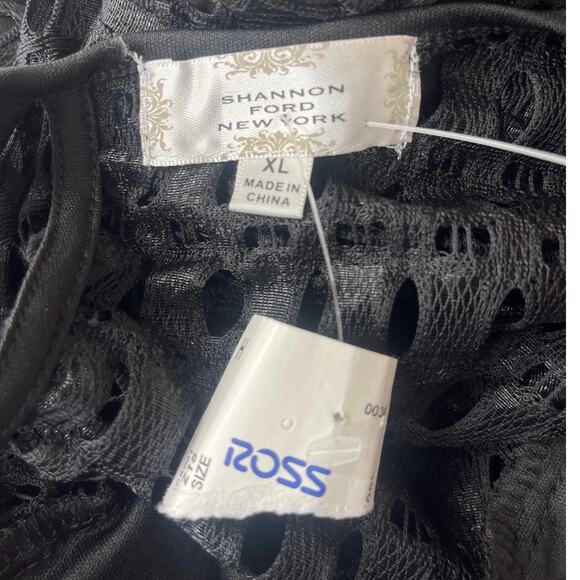 SHANNON
FORD
NEW YORK
XL
MADE IN
CHINA
ROSS
SIZE